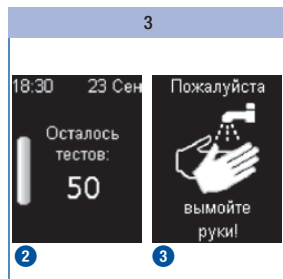 3
18:30 23 Сен
Осталось
тестов:
50
2
Пожалуйста
вымойте
руки!
3